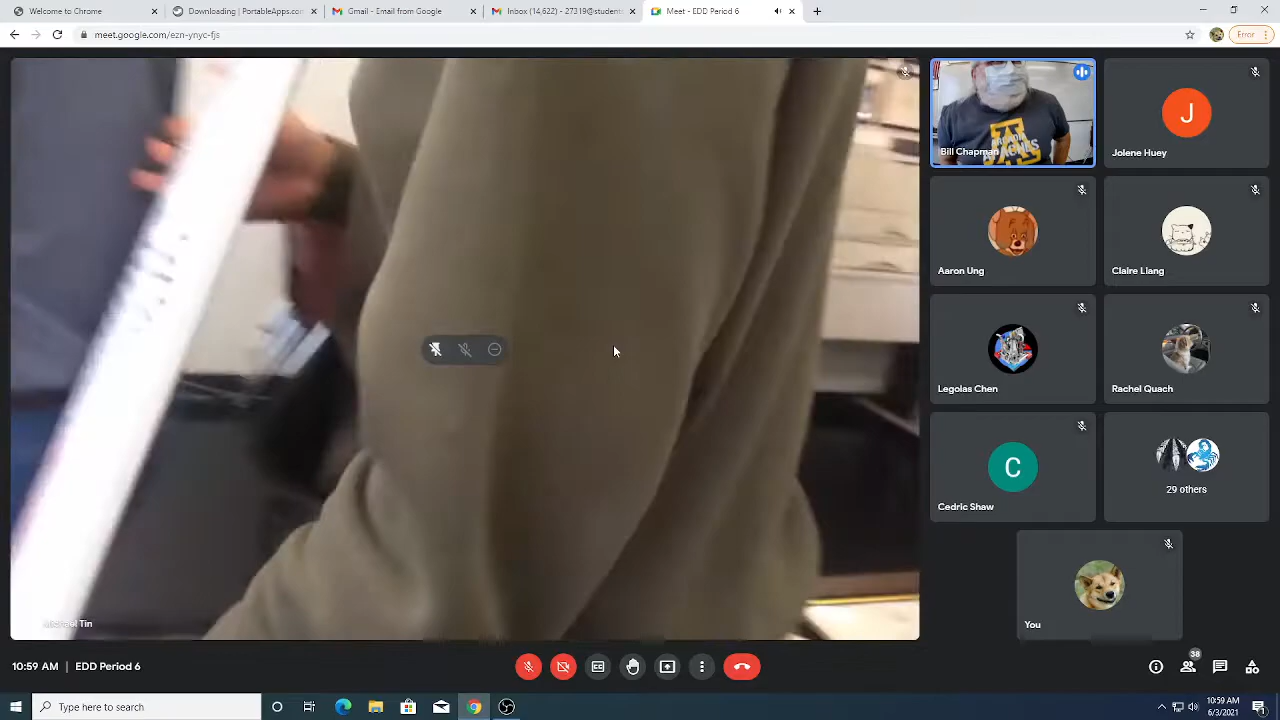 Welcome to Chrome
Downloading | PortableApps.com
Gmail - Email from Google
Inbox (14,622) - 27319@student
Meet - EDD Period 6
meet.google.com/ezn-ynyc-fjs
Error
Bill Chapman
J
Jolene Huey
Aaron Ung
Claire Liang
Legolas Chen
Rachel Quach
C
Cedric Shaw
29 others
You
Michael Tin
10:59 AM | EDD Period 6
38
Type here to search
10:59 AM
6/3/2021